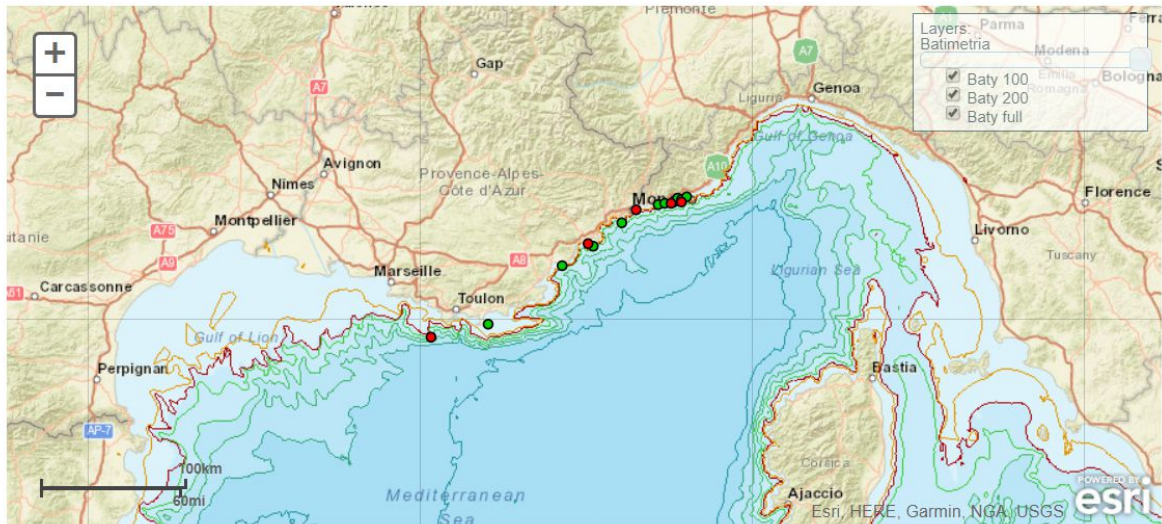 Piemonte
Parma
Modena
Emilia
Romagna
Bologna
Layers:
Batimetria
Baty 100
Baty 200
Baty full
+
−
Gap
A7
A7
Genoa
Liguria
Gulf of Genoa
A10
Avignon
Provence-Alpes-
Côte d'Azur
Nimes
Montpellier
A75
A9
Florence
Livorno
Tuscany
A8
Marseille
Toulon
Ligurian Sea
Carcassonne
Gulf of Lion
Perpignan
Bastia
AP-7
Corsica
Ajaccio
100km
60mi
Mediterranean
Sea
POWERED BY
esri
Esri, HERE, Garmin, NGA, USGS